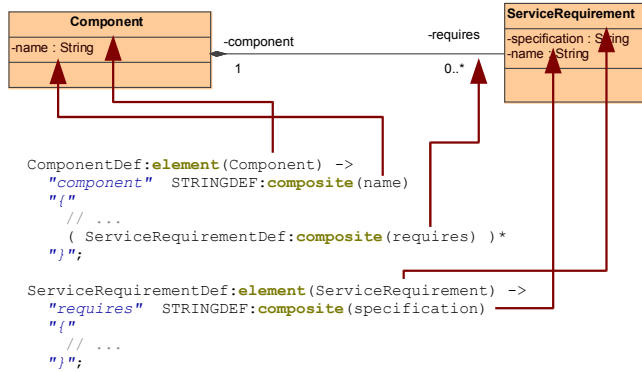 Component
-name : String
-component
1
-requires
0..*
ServiceRequirement
-specification : String
-name : String
ComponentDef:element(Component) ->
"component" STRINGDEF:composite(name)
"{"
// ...
( ServiceRequirementDef:composite(requires) )*
"}";
ServiceRequirementDef:element(ServiceRequirement) ->
"requires" STRINGDEF:composite(specification)
"{"
// ...
"}";